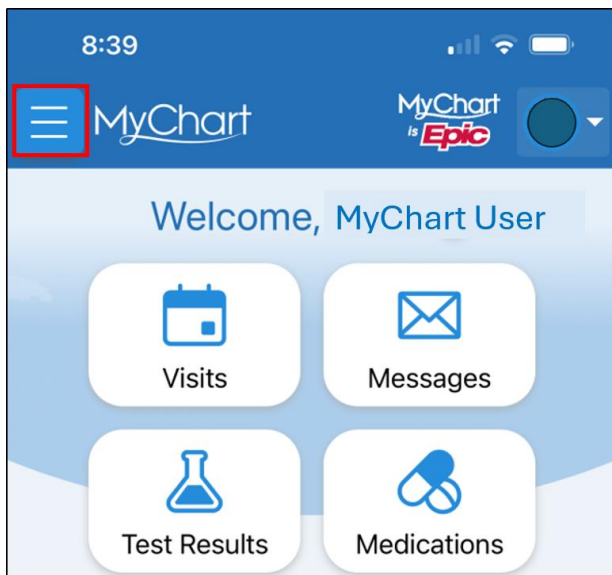 8:39
MyChart
MyChart
is Epic
Welcome, MyChart User
Visits
Messages
Test Results
Medications